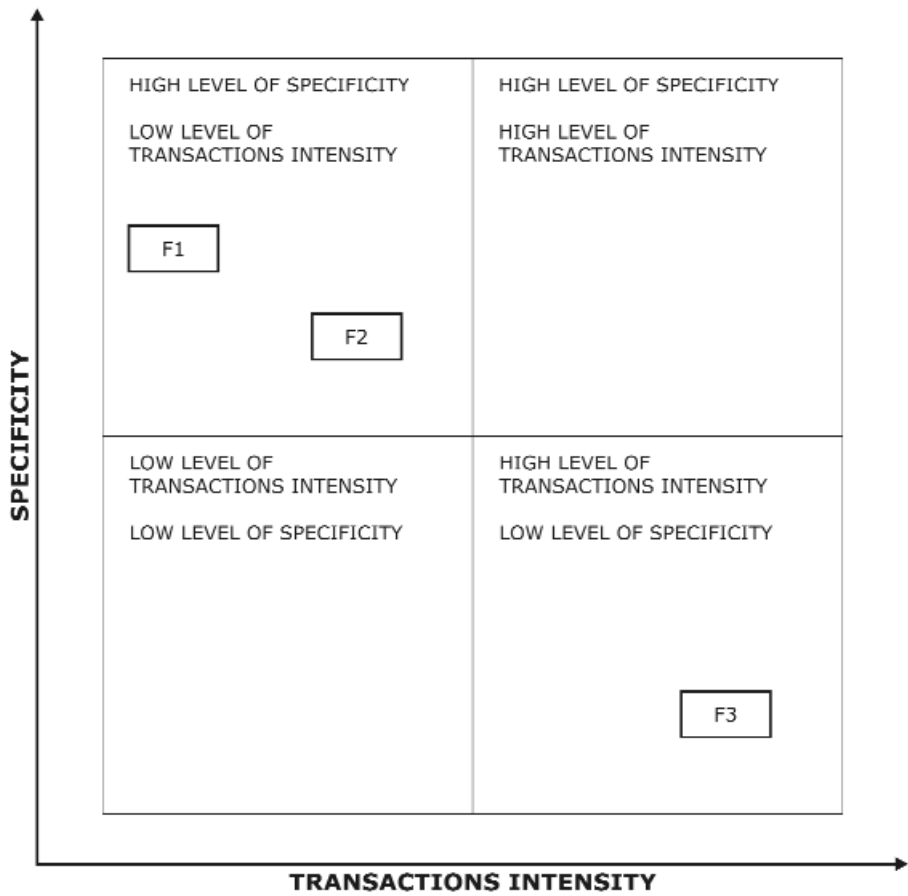 HIGH LEVEL OF SPECIFICITY
LOW LEVEL OF
TRANSACTIONS INTENSITY
F1
F2
HIGH LEVEL OF SPECIFICITY
HIGH LEVEL OF
TRANSACTIONS INTENSITY
SPECIFICITY
LOW LEVEL OF
TRANSACTIONS INTENSITY
LOW LEVEL OF SPECIFICITY
HIGH LEVEL OF
TRANSACTIONS INTENSITY
LOW LEVEL OF SPECIFICITY
F3
TRANSACTIONS INTENSITY